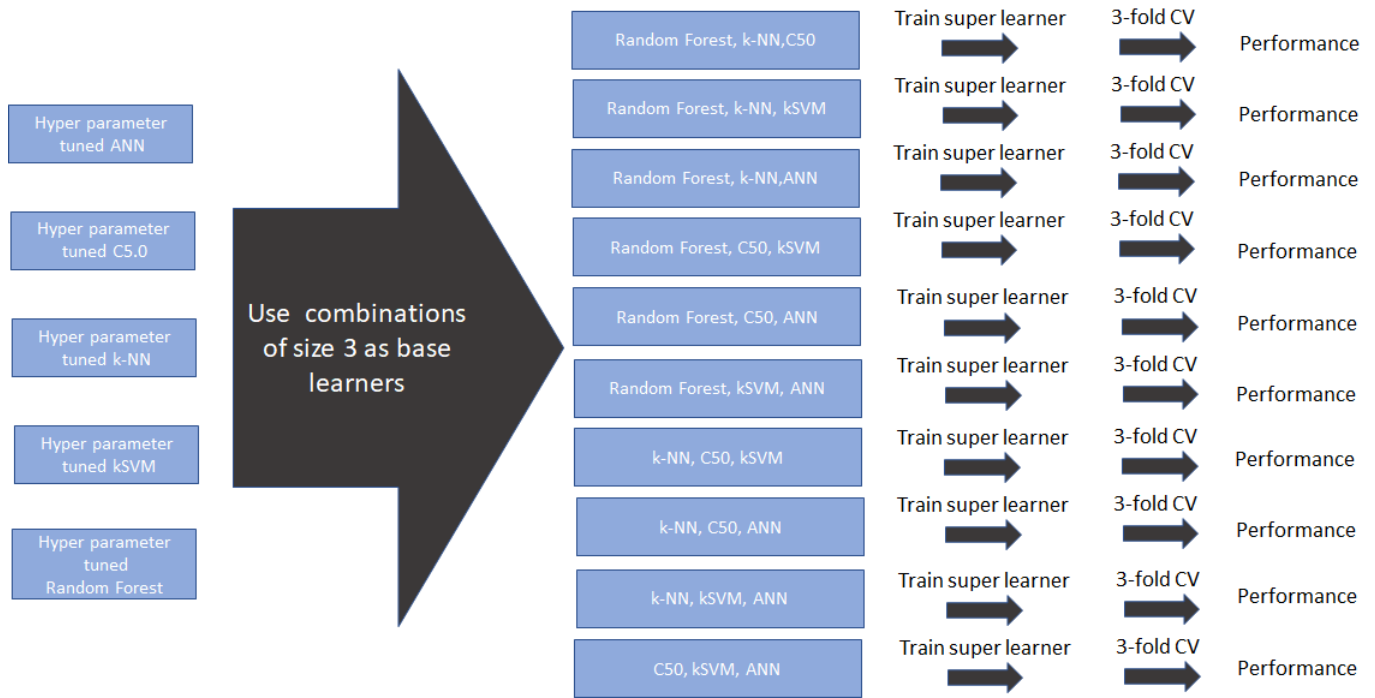 Hyper parameter
tuned ANN
Hyper parameter
tuned C5.0
Hyper parameter
tuned k-NN
Hyper parameter
tuned kSVM
Hyper parameter
tuned
Random Forest
Use combinations
of size 3 as base
learners
Random Forest, k-NN,C50
Train super learner
3-fold CV
Performance
Random Forest, k-NN, kSVM
Train super learner
3-fold CV
Performance
Random Forest, k-NN,ANN
Train super learner
3-fold CV
Performance
Random Forest, C50, kSVM
Train super learner
3-fold CV
Performance
Random Forest, C50, ANN
Train super learner
3-fold CV
Performance
Random Forest, kSVM, ANN
Train super learner
3-fold CV
Performance
k-NN, C50, kSVM
Train super learner
3-fold CV
Performance
k-NN, C50, ANN
Train super learner
3-fold CV
Performance
k-NN, kSVM, ANN
Train super learner
3-fold CV
Performance
C50, kSVM, ANN
Train super learner
3-fold CV
Performance